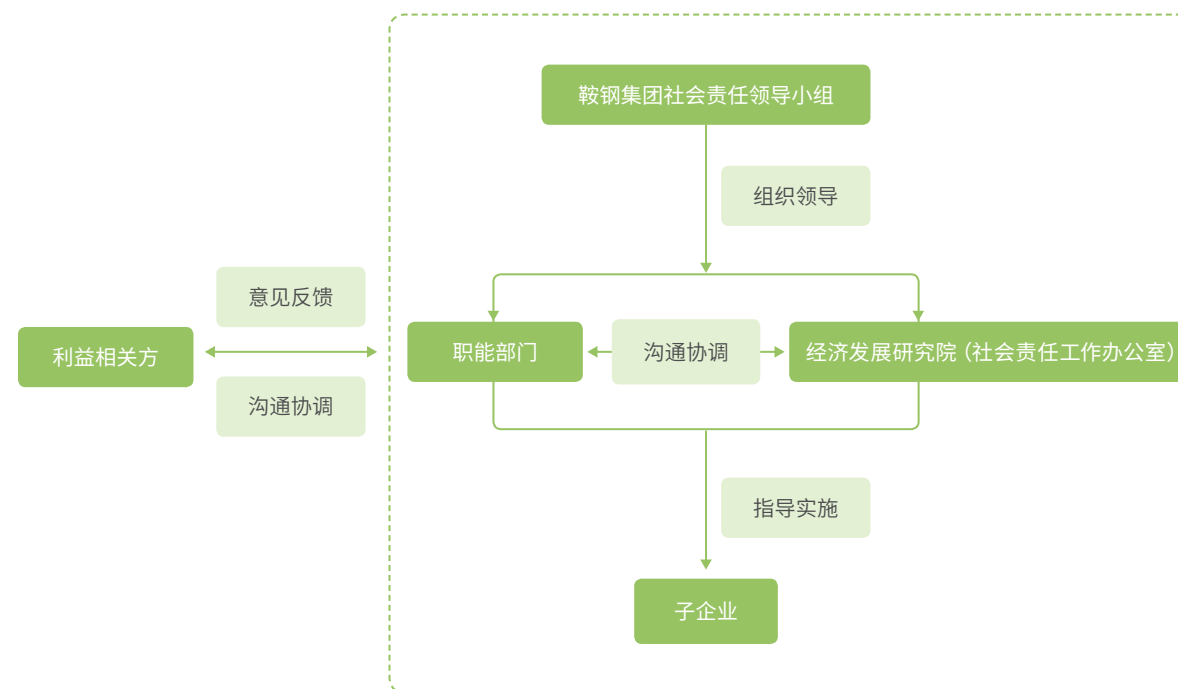 鞍钢集团社会责任领导小组
组织领导
意见反馈
利益相关方
沟通协调
职能部门
沟通协调
经济发展研究院（社会责任工作办公室）
指导实施
子企业